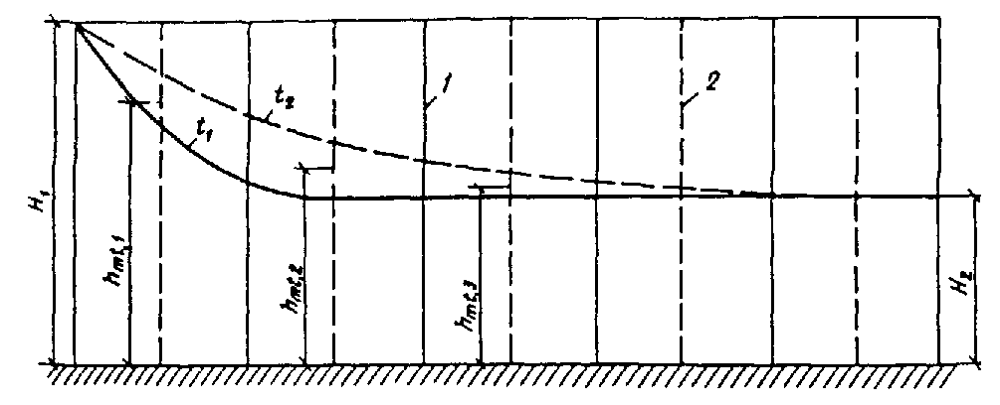 1
2
t₂
t₁
H₁
hmt,1
hmt,2
hmt,3
H₂